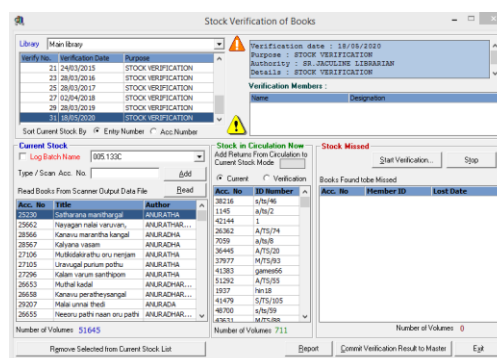 Stock Verification of Books
Library Main library
Verify No. Verification Date Purpose
21 24/03/2015 STOCK VERIFICATION
23 28/03/2016 STOCK VERIFICATION
25 28/03/2017 STOCK VERIFICATION
27 02/04/2018 STOCK VERIFICATION
29 28/03/2019 STOCK VERIFICATION
31 18/05/2020 STOCK VERIFICATION
Sort Current Stock By Entry Number Acc.Number
Verification date : 18/05/2020
Purpose : STOCK VERIFICATION
Authority : SR.JACULINE LIBRARIAN
Details : STOCK VERIFICATION
Verification Members :
Name Designation
Current Stock
Log Batch Name 005.133C
Type / Scan Acc. No. Add
Read Books From Scanner Output Data File Read
Acc. No Title Author
25230 Satharana manithargal ANURATHA
25662 Nayagan nalai varuvan, ANURATHAR...
28566 Kanavu marantha kangal ANURADHA
28567 Kalyana vasam ANURADHA
27106 Mutkidakirathu oru nenjam ANURATHA
27105 Uravugal purium pothu ANURATHA
27296 Kalam varum santhipom ANURATHA
26653 Muthal kadal ANURADHAR...
26658 Kanavu peratheysangal ANURADHAR...
29207 Malai unnai thedi ANURADA
26655 Neeoru pathi naan oru pathi ANURADHAR...
Number of Volumes 51645
Remove Selected from Current Stock List
Stock in Circulation Now
Add Returns From Circulation to
Current Stock Mode
Current Verification
Acc. No ID Number
38216 s/ts/46
1145 a/ts/2
42144 1
26362 A/TS/74
7059 a/ts/8
36445 A/TS/20
37977 M/TS/93
41383 games66
51292 A/TS/55
1937 hin18
41479 S/TS/105
48700 s/ts/59
43631 M/TS/88
Number of Volumes 711
Stock Missed
Start Verification... Stop
Books Found tobe Missed
Acc. No Member ID Lost Date
Number of Volumes 0
Report Commit Verification Result to Master Exit